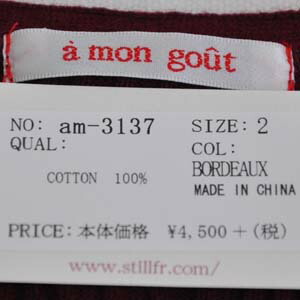 à mon goût
NO: am-3137 SIZE: 2
QUAL: COL:
BORDEAUX
COTTON 100%
MADE IN CHINA
PRICE: 本体価格 ¥4,500+(税)
www.stillfr.com/